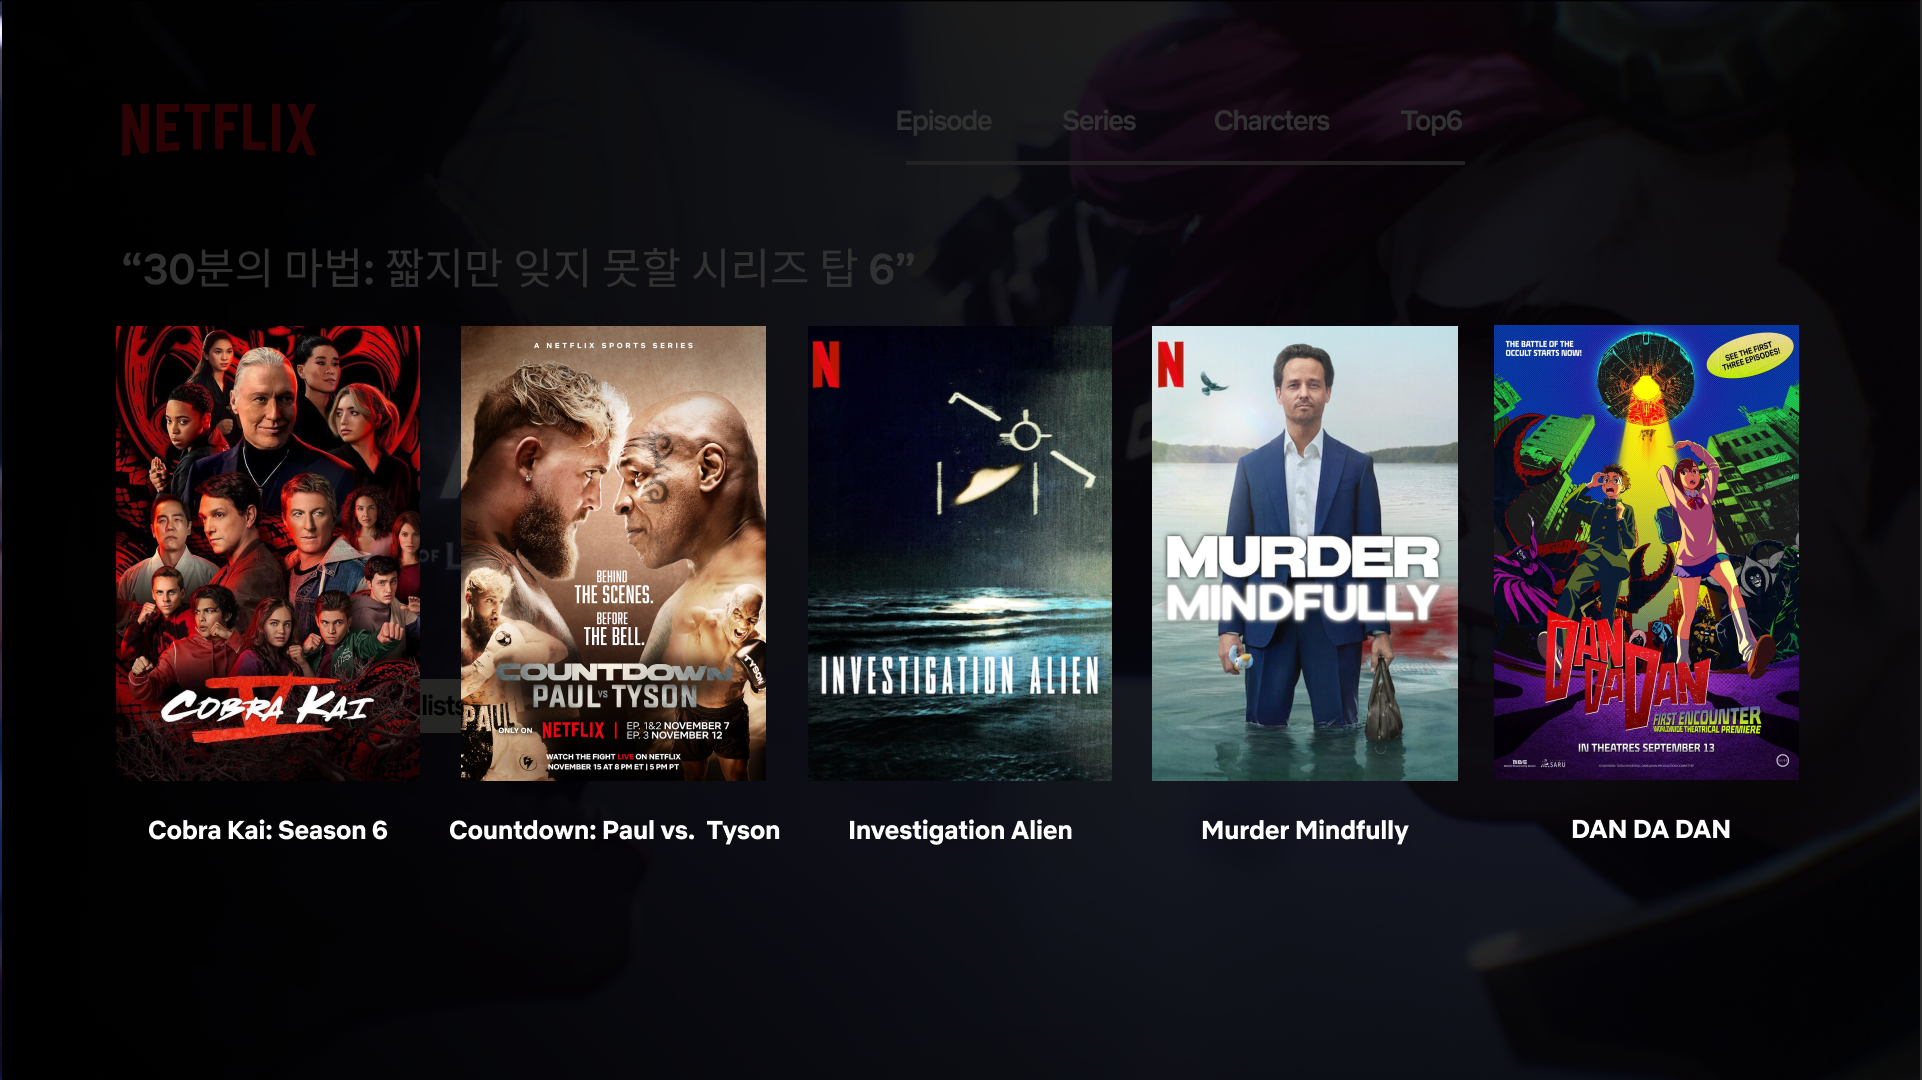 NETFLIX
Episode Series Charcters Top6
“30분의 마법: 짧지만 잊지 못할 시리즈 탑 6”
COBRA KAI
VI
A NETFLIX SPORTS SERIES
BEHIND
THE SCENES.
BEFORE
THE BELL.
COUNTDOWN
PAUL VS TYSON
PAUL
TYSON
ONLY ON NETFLIX
EP. 1&2 NOVEMBER 7
EP. 3 NOVEMBER 12
WATCH THE FIGHT LIVE ON NETFLIX
NOVEMBER 15 AT 8 PM ET | 5 PM PT
N
INVESTIGATION ALIEN
N
MURDER
MINDFULLY
THE BATTLE OF THE
OCCULT STARTS NOW!
SEE THE FIRST
THREE EPISODES!
DAN
DA DAN
FIRST ENCOUNTER
WORLDWIDE THEATRICAL PREMIERE
IN THEATRES SEPTEMBER 13
OF L
lists
Cobra Kai: Season 6
Countdown: Paul vs. Tyson
Investigation Alien
Murder Mindfully
DAN DA DAN